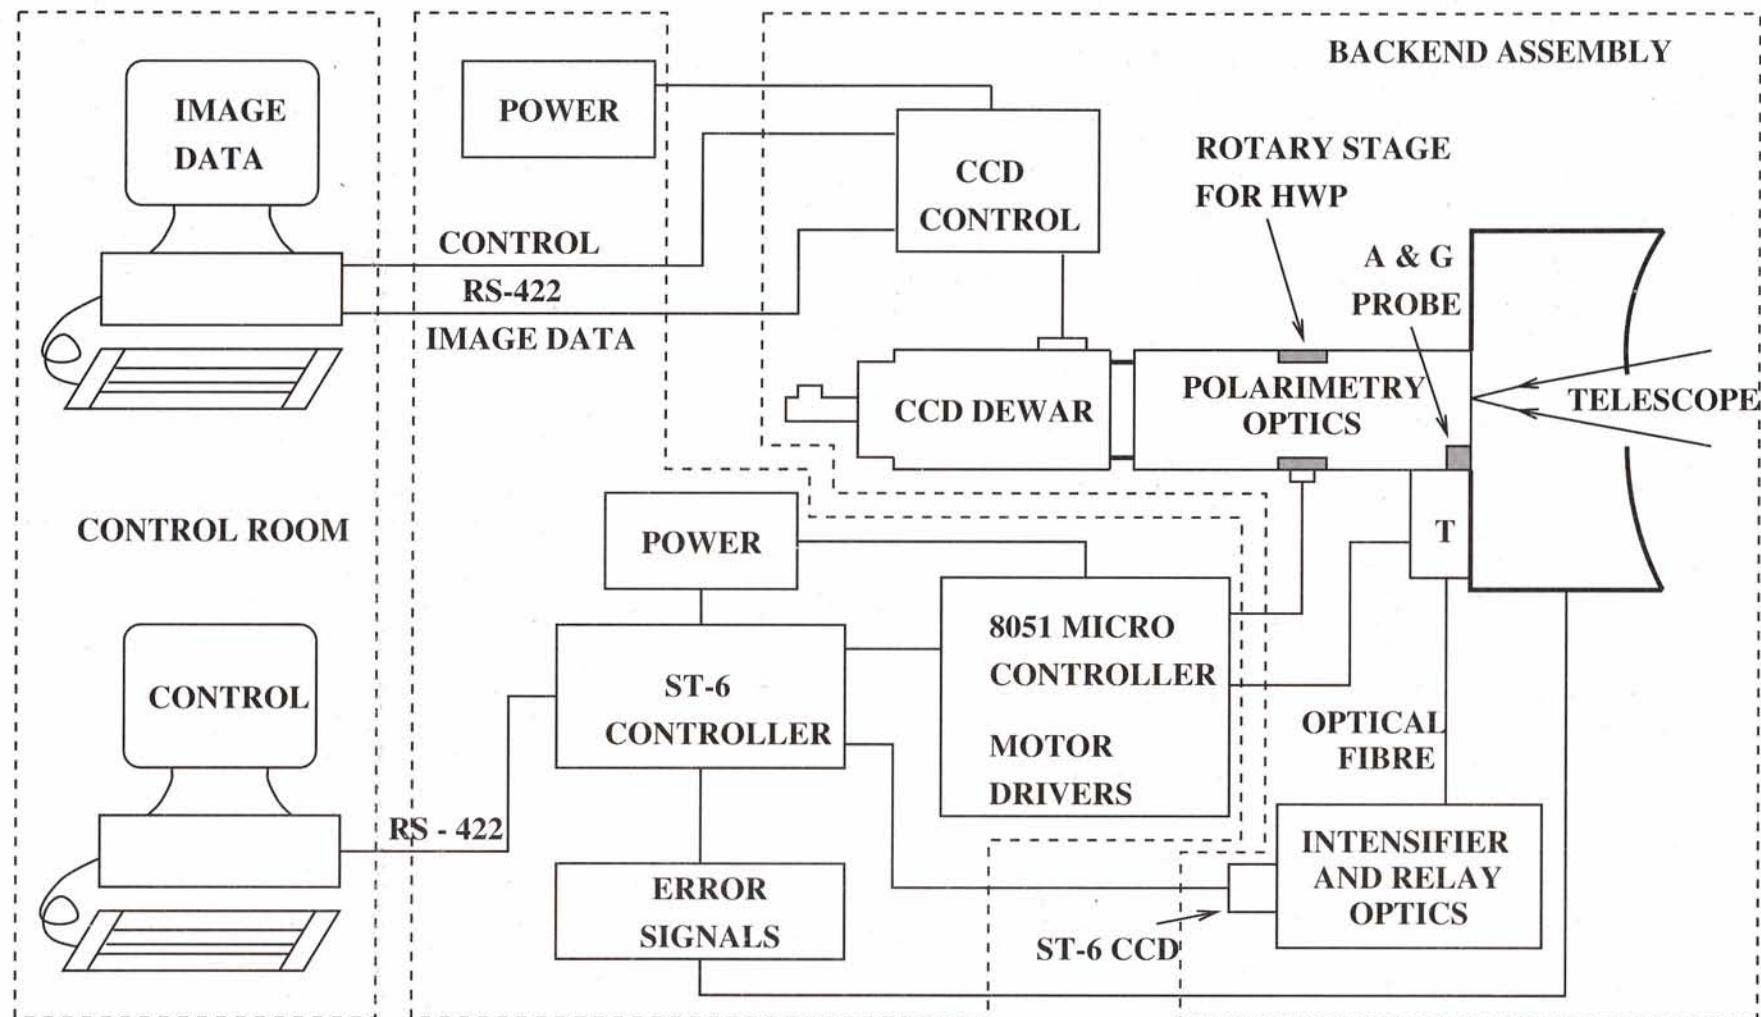 BACKEND ASSEMBLY
IMAGE
DATA
POWER
CCD
CONTROL
ROTARY STAGE
FOR HWP
A & G
PROBE
CONTROL
RS-422
IMAGE DATA
CCD DEWAR
POLARIMETRY
OPTICS
TELESCOPE
CONTROL ROOM
POWER
T
8051 MICRO
CONTROLLER
MOTOR
DRIVERS
ST-6
CONTROLLER
CONTROL
OPTICAL
FIBRE
RS - 422
ERROR
SIGNALS
INTENSIFIER
AND RELAY
OPTICS
ST-6 CCD